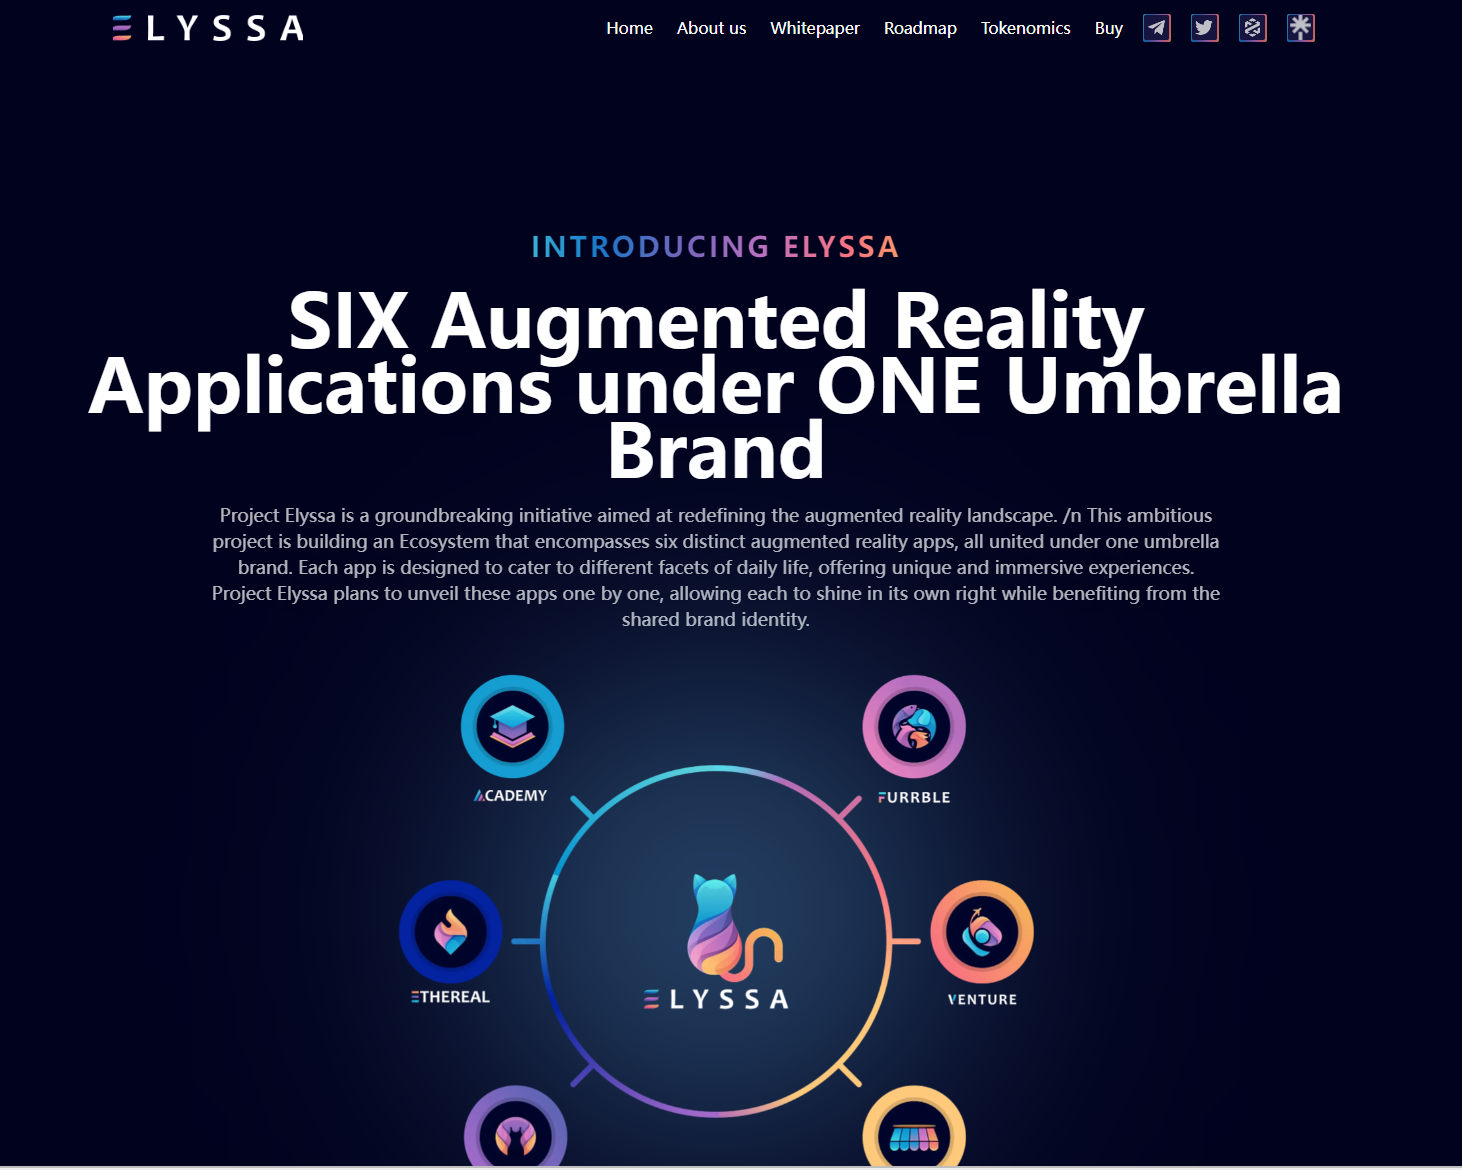 ELYSSA
Home About us Whitepaper Roadmap Tokenomics Buy
INTRODUCING ELYSSA
SIX Augmented Reality
Applications under ONE Umbrella
Brand
Project Elyssa is a groundbreaking initiative aimed at redefining the augmented reality landscape. /n This ambitious
project is building an Ecosystem that encompasses six distinct augmented reality apps, all united under one umbrella
brand. Each app is designed to cater to different facets of daily life, offering unique and immersive experiences.
Project Elyssa plans to unveil these apps one by one, allowing each to shine in its own right while benefiting from the
shared brand identity.
ACADEMY
FURRBLE
ETHEREAL
VENTURE
ELYSSA